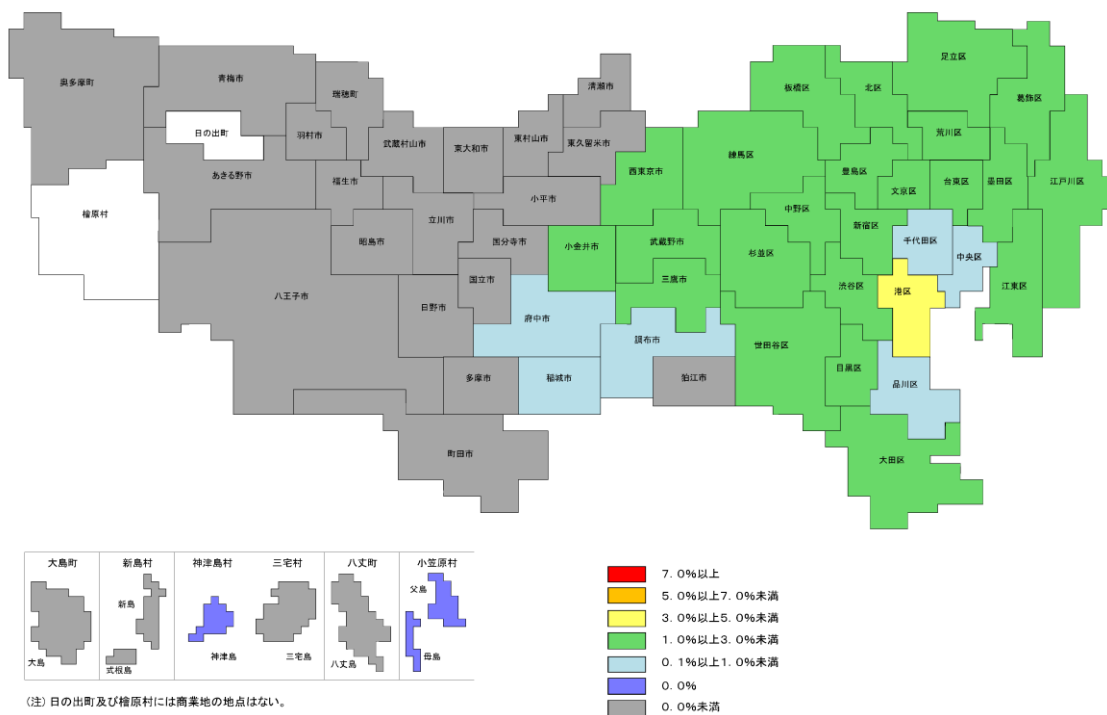 奥多摩町
青梅市
瑞穂町
清瀬市
板橋区
北区
足立区
葛飾区
日の出町
羽村市
武蔵村山市
東大和市
東村山市
東久留米市
練馬区
荒川区
あきる野市
福生市
西東京市
豊島区
文京区
台東区
墨田区
江戸川区
檜原村
立川市
小平市
中野区
新宿区
千代田区
昭島市
国分寺市
小金井市
武蔵野市
杉並区
中央区
八王子市
国立市
三鷹市
渋谷区
港区
江東区
日野市
府中市
調布市
世田谷区
目黒区
品川区
多摩市
稲城市
狛江市
町田市
大田区
大島町
新島村
神津島村
三宅村
八丈町
小笠原村
新島
父島
大島
式根島
神津島
三宅島
八丈島
母島
7.0%以上
5.0%以上7.0%未満
3.0%以上5.0%未満
1.0%以上3.0%未満
0.1%以上1.0%未満
0.0%
0.0%未満
(注) 日の出町及び檜原村には商業地の地点はない。